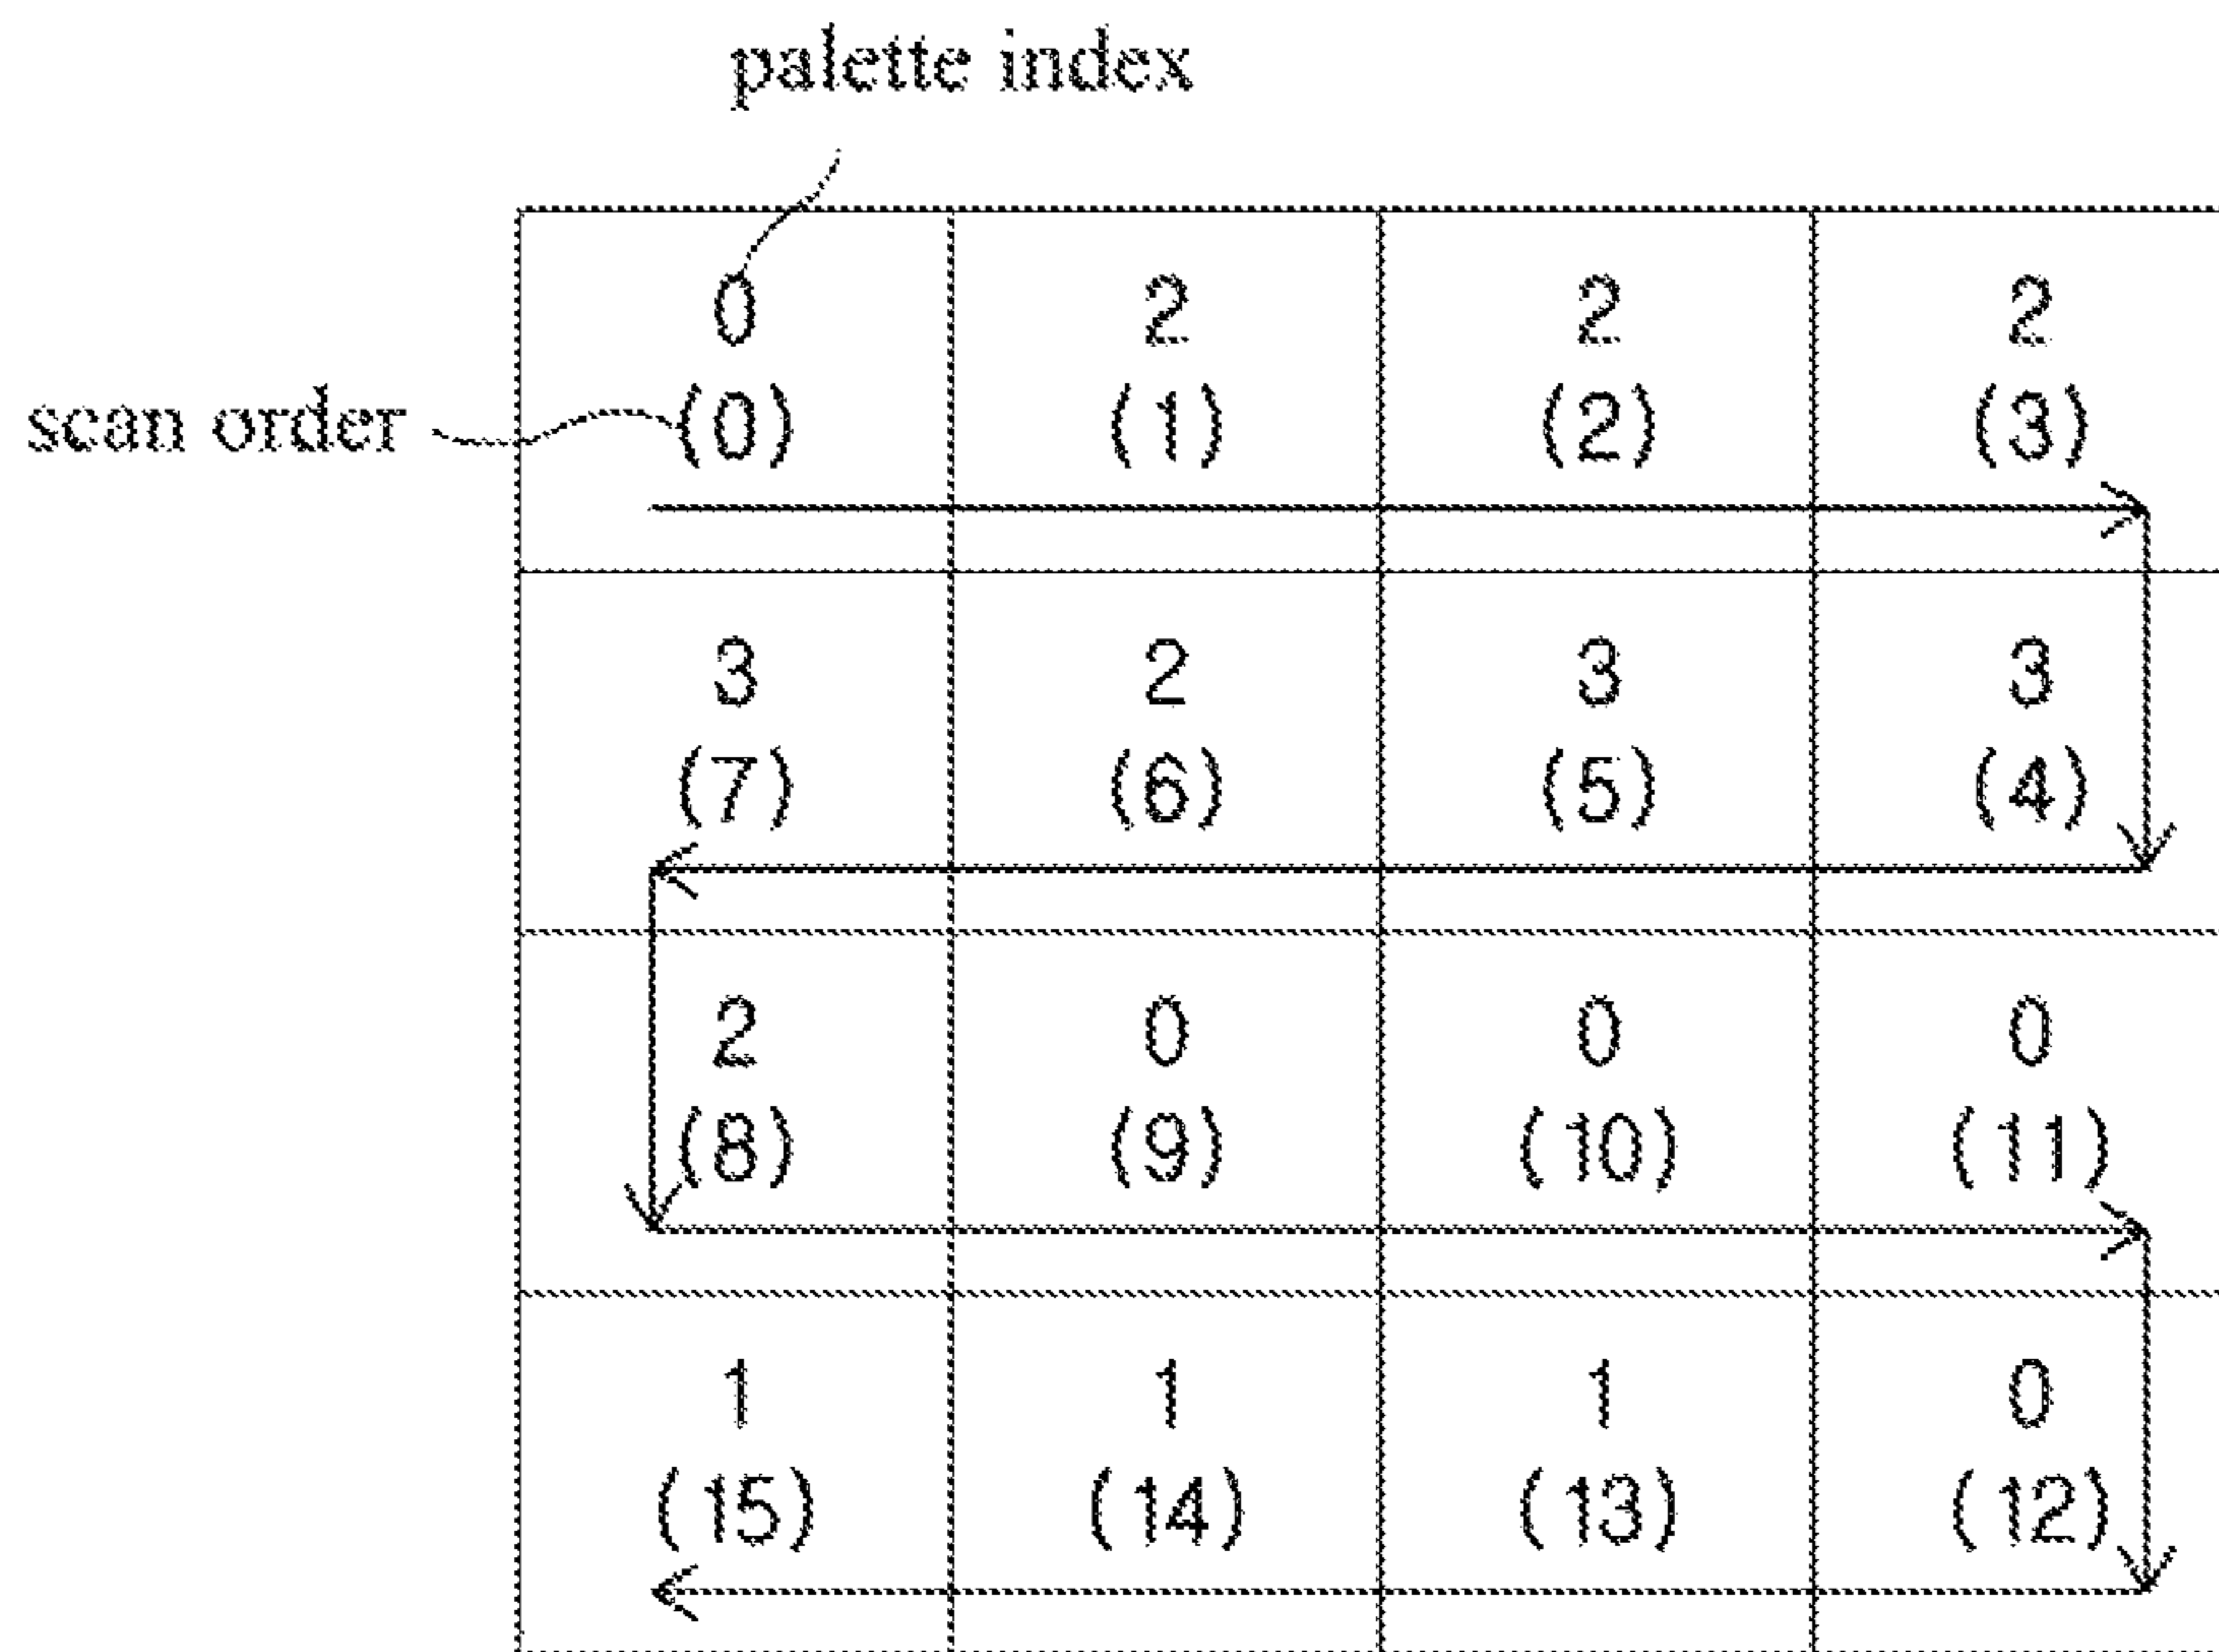 palette index
0 2 2 2
scan order (0) (1) (2) (3)
3 2 3 3
(7) (6) (5) (4)
2 0 0 0
(8) (9) (10) (11)
1 1 1 0
(15) (14) (13) (12)